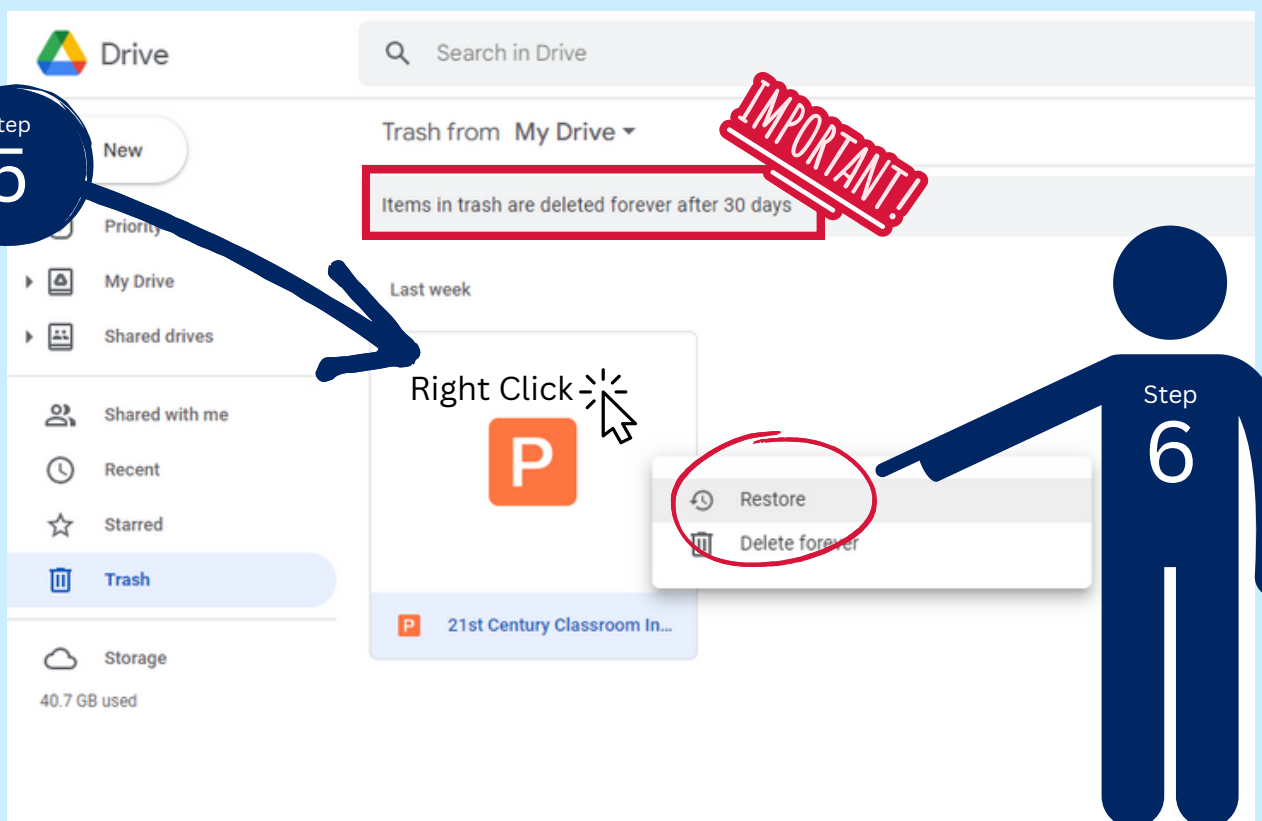 Drive
Search in Drive
Step
5
New
Trash from My Drive
IMPORTANT!
Items in trash are deleted forever after 30 days
Priority
My Drive
Shared drives
Last week
Right Click
Step
6
Shared with me
Recent
Starred
Trash
Storage
40.7 GB used
P
Restore
Delete forever
P 21st Century Classroom In...